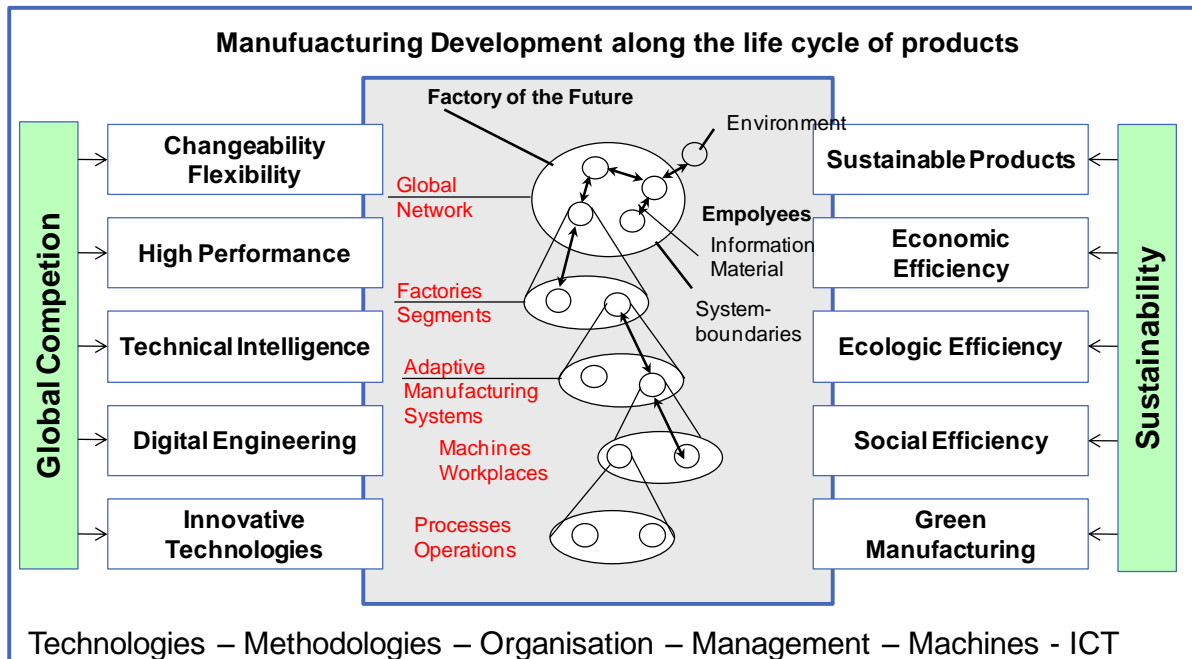 Manufuacturing Development along the life cycle of products
Global Competion
Changeability
Flexibility
High Performance
Technical Intelligence
Digital Engineering
Innovative
Technologies
Factory of the Future
Environment
Global
Network
Empolyees
Information
Material
Factories
Segments
System-
boundaries
Adaptive
Manufacturing
Systems
Machines
Workplaces
Processes
Operations
Sustainable Products
Economic
Efficiency
Ecologic Efficiency
Social Efficiency
Green
Manufacturing
Sustainability
Technologies – Methodologies – Organisation – Management – Machines - ICT